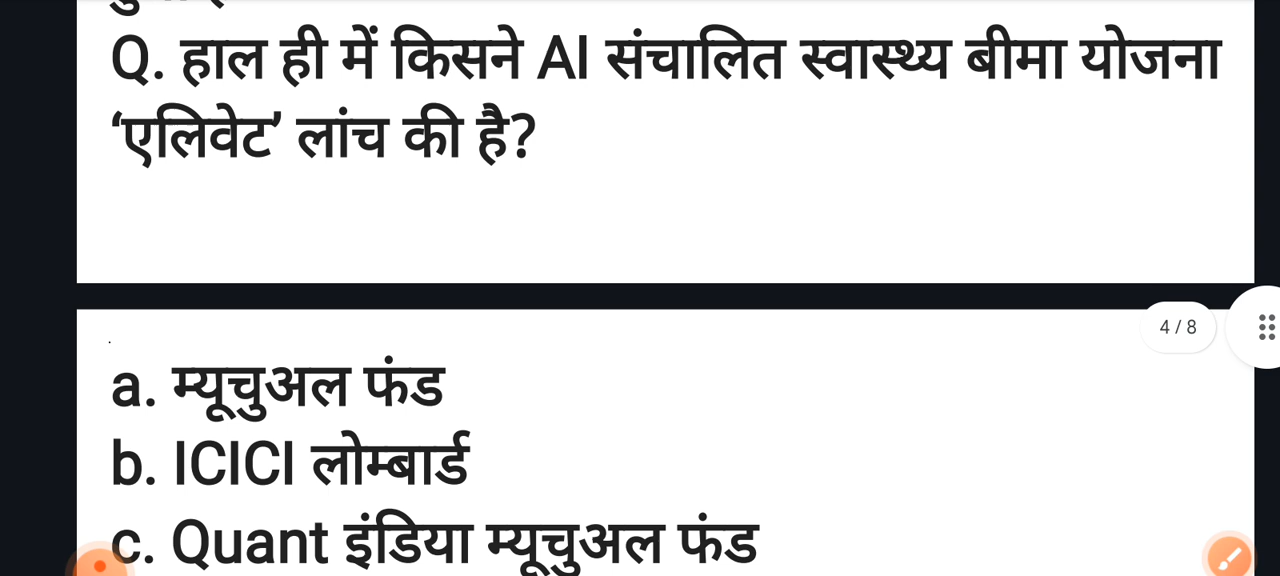 Q. हाल ही में किसने AI संचालित स्वास्थ्य बीमा योजना
‘एलिवेट’ लांच की है?
4 / 8
a. म्यूचुअल फंड
b. ICICI लोम्बार्ड
c. Quant इंडिया म्यूचुअल फंड